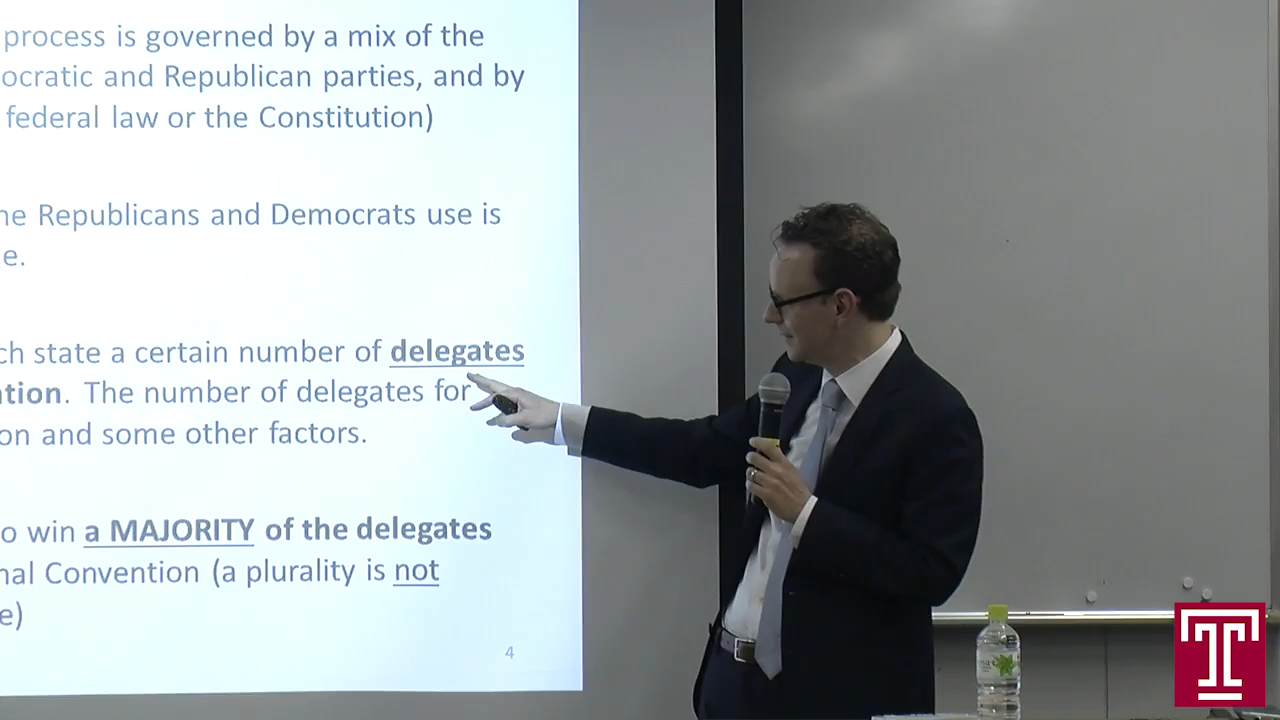 process is governed by a mix of the
ocratic and Republican parties, and by
federal law or the Constitution)
he Republicans and Democrats use is
e.
ch state a certain number of delegates
ation. The number of delegates for
on and some other factors.
o win a MAJORITY of the delegates
nal Convention (a plurality is not
e)
4
T